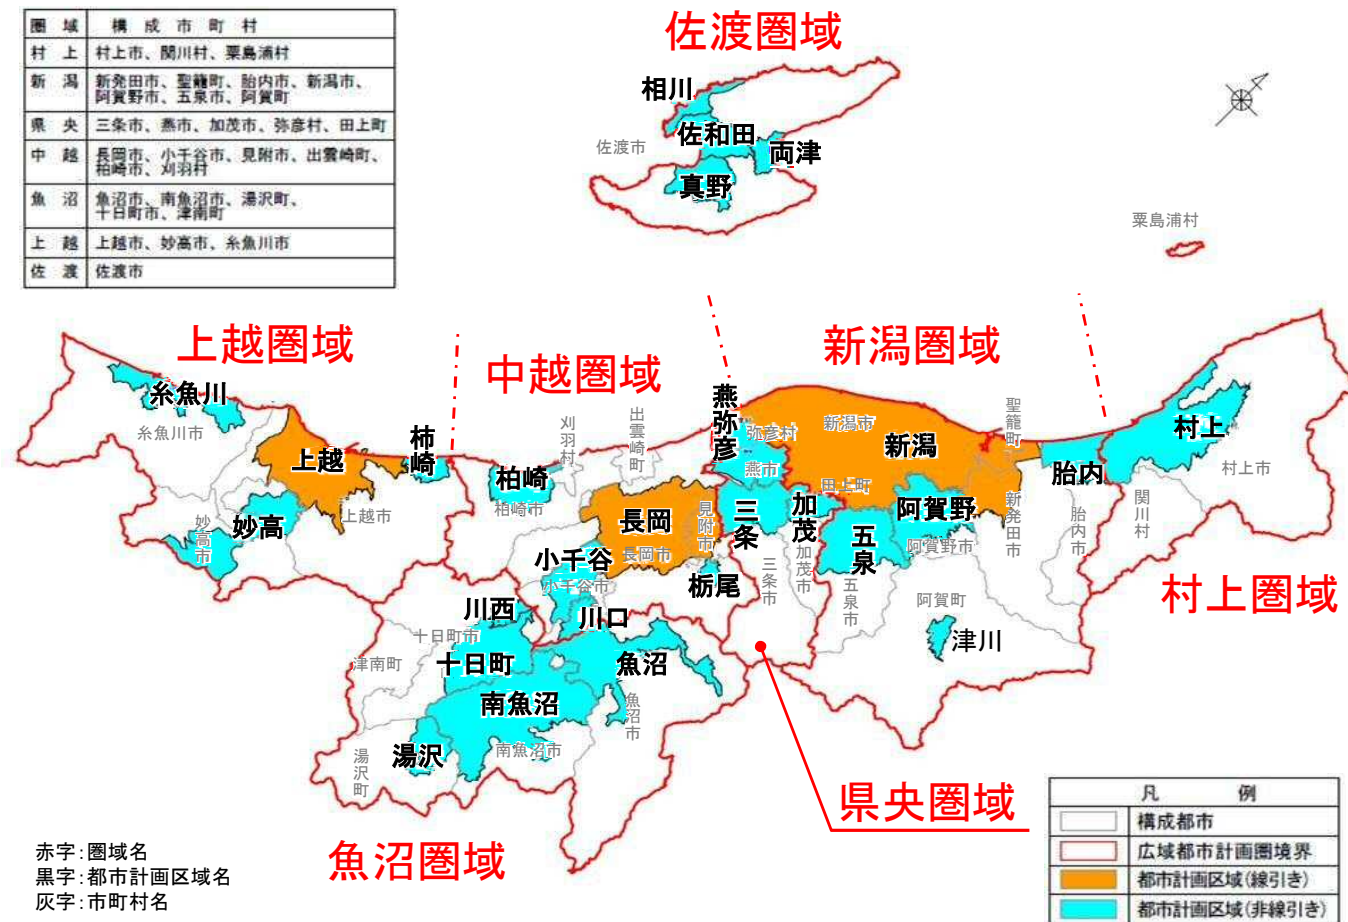 圏域 構成市町村
村上 村上市、関川村、粟島浦村
新潟 新発田市、聖籠町、胎内市、新潟市、
阿賀野市、五泉市、阿賀町
県央 三条市、燕市、加茂市、弥彦村、田上町
中越 長岡市、小千谷市、見附市、出雲崎町、
柏崎市、刈羽村
魚沼 魚沼市、南魚沼市、湯沢町、
十日町市、津南町
上越 上越市、妙高市、糸魚川市
佐渡 佐渡市
佐渡圏域
相川
佐和田
佐渡市
両津
真野
粟島浦村
上越圏域
中越圏域
新潟圏域
糸魚川
糸魚川市
上越
上越市
柿崎
妙高
妙高市
柏崎
柏崎市
刈羽村
出雲崎町
長岡
長岡市
見附市
小千谷
小千谷市
栃尾
川西
川口
十日町市
十日町
津南町
魚沼
魚沼市
南魚沼
南魚沼市
湯沢
湯沢町
燕弥彦
弥彦村
燕市
三条
三条市
加茂
加茂市
田上町
新潟市
新潟
聖籠町
新発田市
阿賀野
阿賀野市
五泉
五泉市
阿賀町
津川
胎内
胎内市
村上
村上市
関川村
村上圏域
県央圏域
魚沼圏域
赤字:圏域名
黒字:都市計画区域名
灰字:市町村名
凡例
構成都市
広域都市計画圏境界
都市計画区域(線引き)
都市計画区域(非線引き)